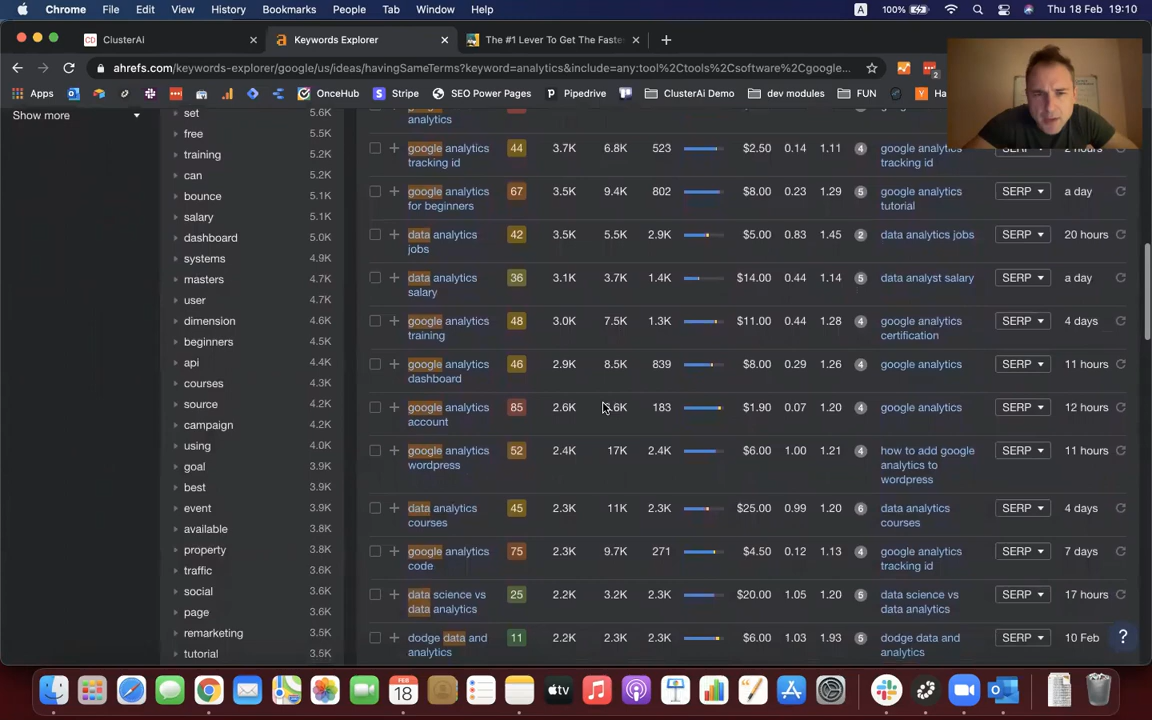 Chrome File Edit View History Bookmarks People Tab Window Help A 100% Thu 18 Feb 19:10
ClusterAi Keywords Explorer The #1 Lever To Get The Faste
ahrefs.com/keywords-explorer/google/us/ideas/havingSameTerms?keyword=analytics&include=any:tool%2Ctools%2Csoftware%2Cgoogle... 2
Apps OnceHub Stripe SEO Power Pages Pipedrive ClusterAi Demo dev modules FUN Ha
Show more
set 5.6K
free 5.5K
training 5.2K
can 5.2K
bounce 5.1K
salary 5.1K
dashboard 5.0K
systems 4.9K
masters 4.7K
user 4.7K
dimension 4.6K
beginners 4.5K
api 4.4K
courses 4.3K
source 4.2K
campaign 4.2K
using 4.0K
goal 3.9K
best 3.9K
event 3.9K
available 3.8K
property 3.8K
traffic 3.6K
social 3.6K
page 3.6K
remarketing 3.5K
tutorial 3.5K
analytics
google analytics 44 3.7K 6.8K 523 $2.50 0.14 1.11 4 google analytics SERP 2 hours
tracking id tracking id
google analytics 67 3.5K 9.4K 802 $8.00 0.23 1.29 5 google analytics SERP a day
for beginners tutorial
data analytics 42 3.5K 5.5K 2.9K $5.00 0.83 1.45 2 data analytics jobs SERP 20 hours
jobs
data analytics 36 3.1K 3.7K 1.4K $14.00 0.44 1.14 5 data analyst salary SERP a day
salary
google analytics 48 3.0K 7.5K 1.3K $11.00 0.44 1.28 4 google analytics SERP 4 days
training certification
google analytics 46 2.9K 8.5K 839 $8.00 0.29 1.26 4 google analytics SERP 11 hours
dashboard
google analytics 85 2.6K 183 $1.90 0.07 1.20 4 google analytics SERP 12 hours
account
google analytics 52 2.4K 17K 2.4K $6.00 1.00 1.21 4 how to add google SERP 11 hours
wordpress analytics to
wordpress
data analytics 45 2.3K 11K 2.3K $25.00 0.99 1.20 6 data analytics SERP 4 days
courses courses
google analytics 75 2.3K 9.7K 271 $4.50 0.12 1.13 4 google analytics SERP 7 days
code tracking id
data science vs 25 2.2K 3.2K 2.3K $20.00 1.05 1.20 5 data science vs SERP 17 hours
data analytics data analytics
dodge data and 11 2.2K 2.3K 2.3K $6.00 1.03 1.93 5 dodge data and SERP 10 Feb
analytics analytics
?
FEB
18
tv